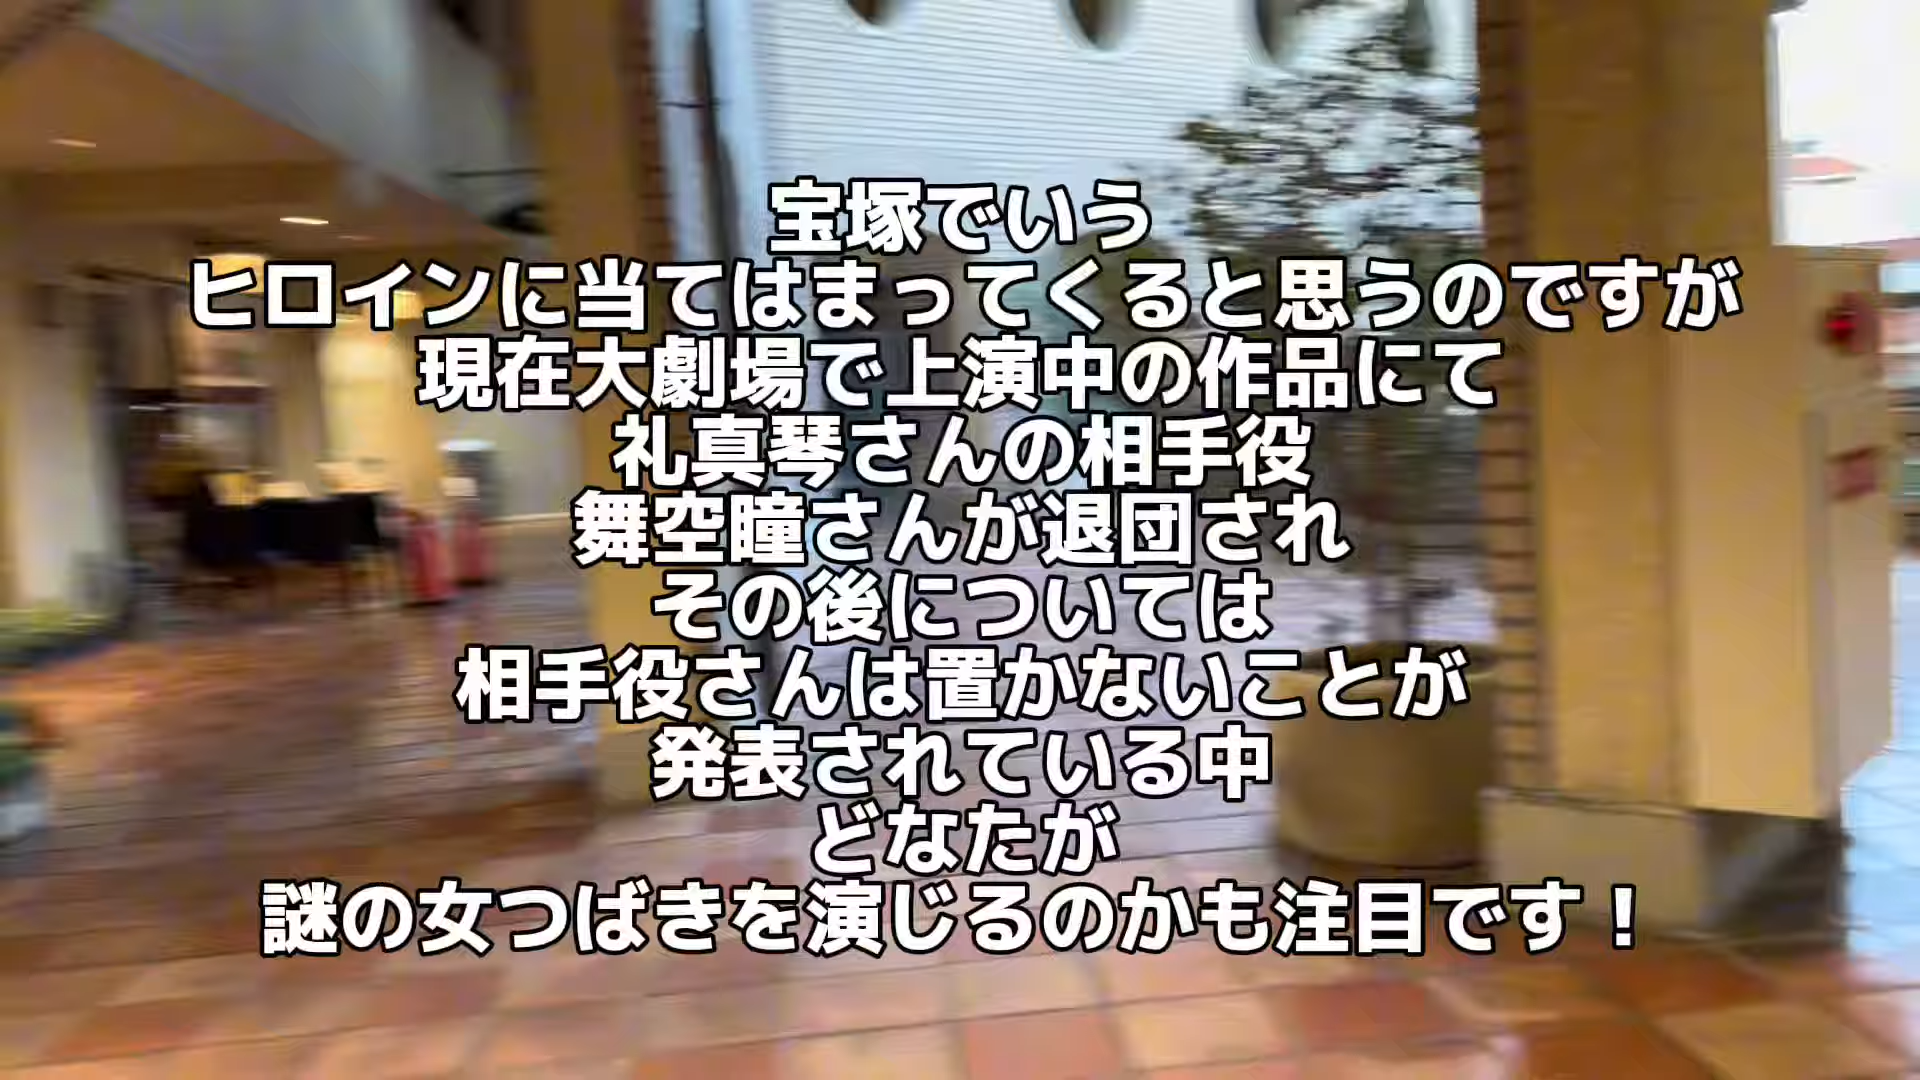 宝塚でいう
ヒロインに当てはまってくると思うのですが
現在大劇場で上演中の作品にて
礼真琴さんの相手役
舞空瞳さんが退団され
その後については
相手役さんは置かないことが
発表されている中
どなたが
謎の女つばきを演じるのかも注目です！